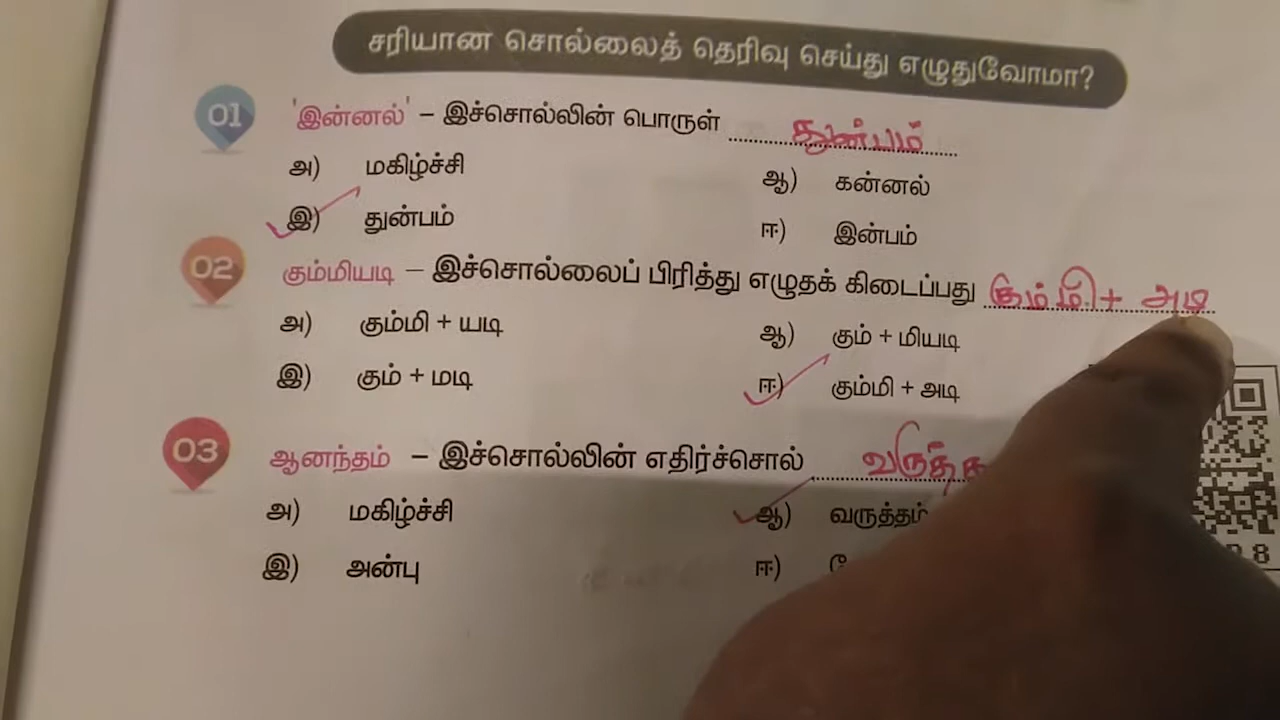 சரியான சொல்லைத் தெரிவு செய்து எழுதுவோமா?
01 'இன்னல்' – இச்சொல்லின் பொருள் துன்பம்
அ) மகிழ்ச்சி ஆ) கன்னல்
இ) துன்பம் ஈ) இன்பம்
02 கும்மியடி – இச்சொல்லைப் பிரித்து எழுதக் கிடைப்பது கும்மி + அடி
அ) கும்மி + யடி ஆ) கும் + மியடி
இ) கும் + மடி ஈ) கும்மி + அடி
03 ஆனந்தம் – இச்சொல்லின் எதிர்ச்சொல்
அ) மகிழ்ச்சி ஆ) வருத்தம்
இ) அன்பு ஈ)
8